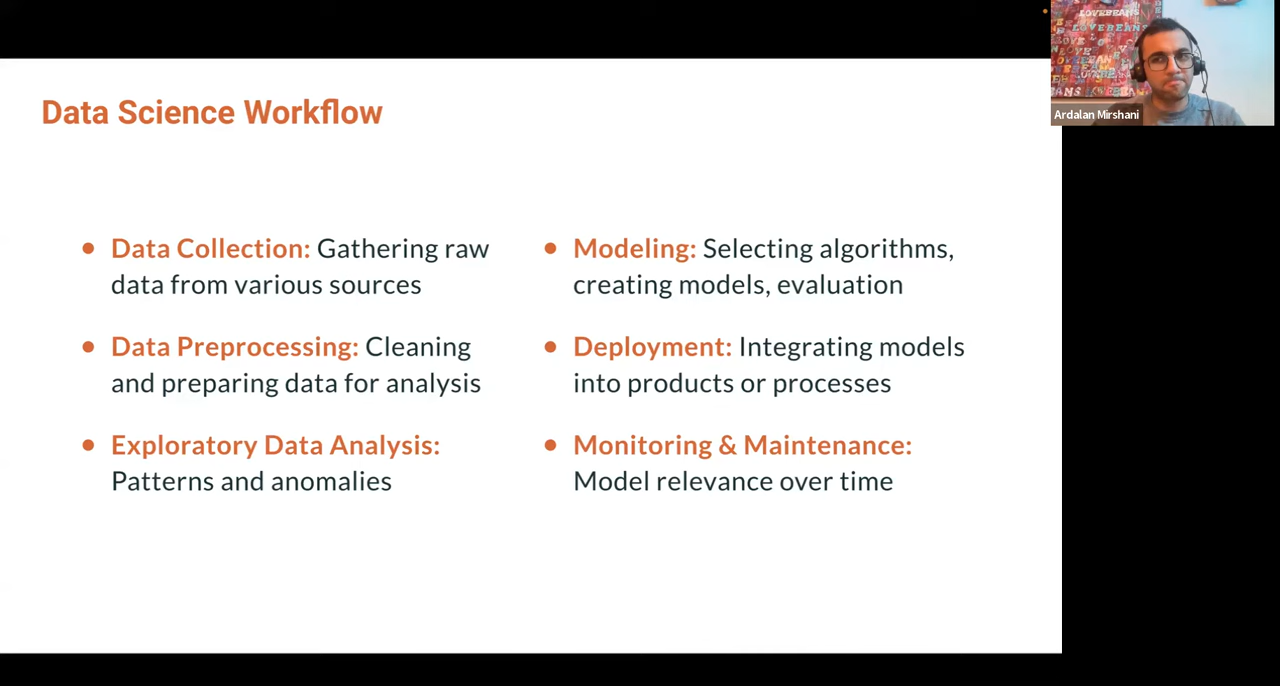 Data Science Workflow
Data Collection: Gathering raw
data from various sources
Data Preprocessing: Cleaning
and preparing data for analysis
Exploratory Data Analysis:
Patterns and anomalies
Modeling: Selecting algorithms,
creating models, evaluation
Deployment: Integrating models
into products or processes
Monitoring & Maintenance:
Model relevance over time
LOVEBEANS
LOVEBEANS
Ardalan Mirshani